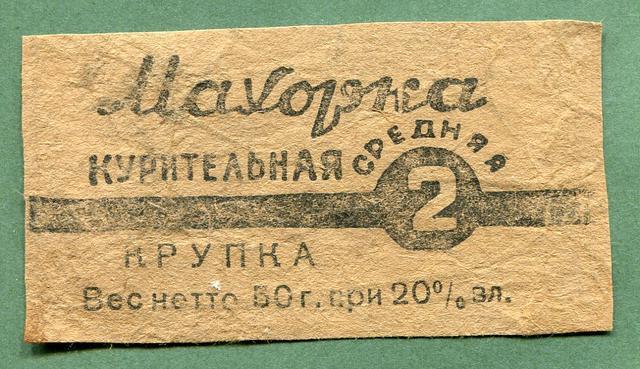 Махорка
КУРИТЕЛЬНАЯ СРЕДНЯЯ
2
КРУПКА
Вес нетто 50 г. при 20% вл.